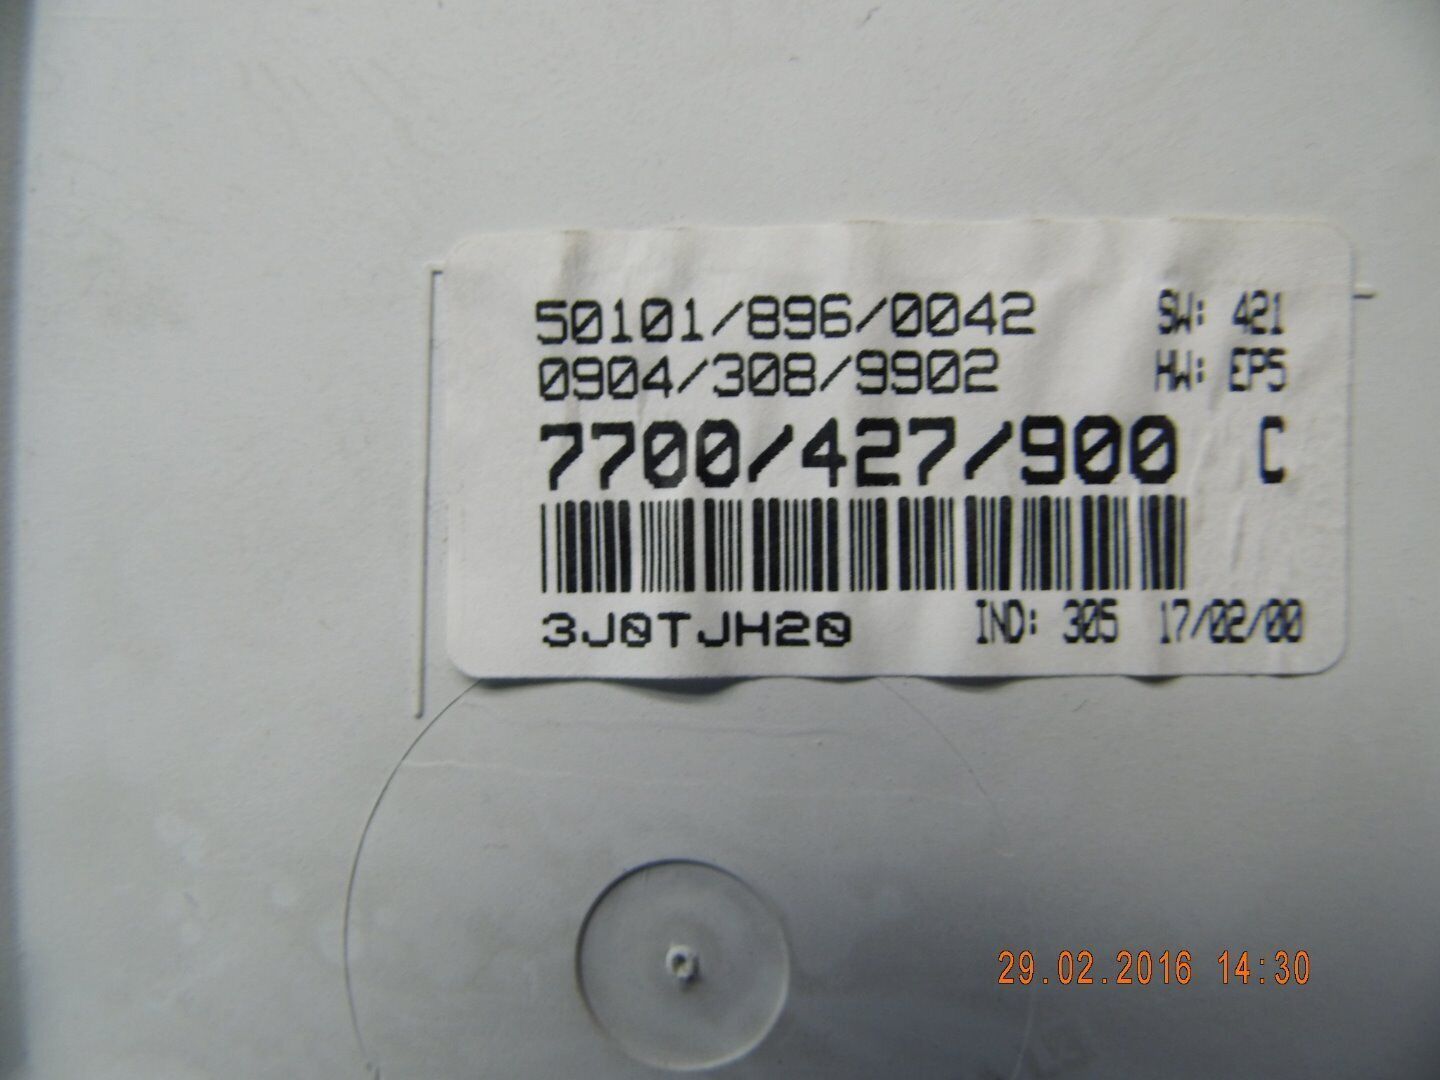 50101/896/0042 SW: 421
0904/308/9902 HW: EP5
7700/427/900 C
3J0TJH20 IND: 305 17/02/00
29.02.2016 14:30